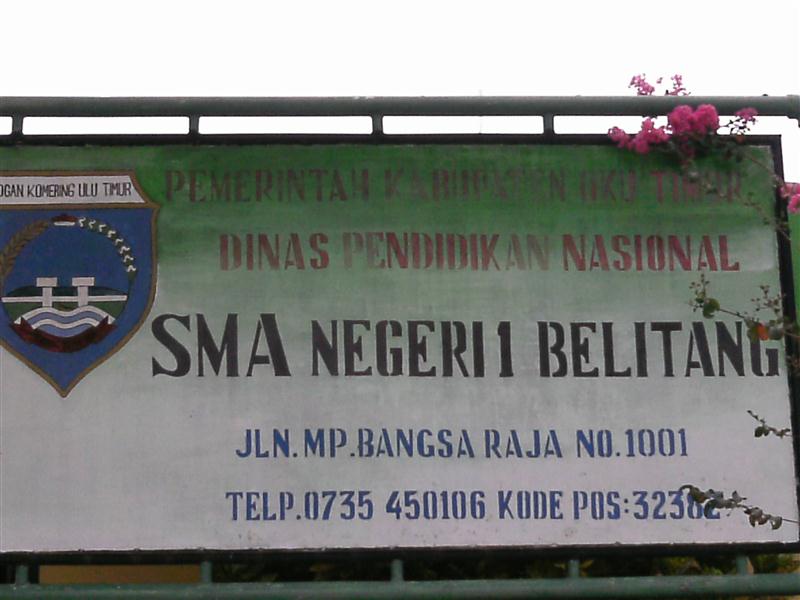 OGAN KOMERING ULU TIMUR
PEMERINTAH KABUPATEN OKU TIMUR
DINAS PENDIDIKAN NASIONAL
SMA NEGERI 1 BELITANG
JLN.MP.BANGSA RAJA NO.1001
TELP.0735 450106 KODE POS:32382